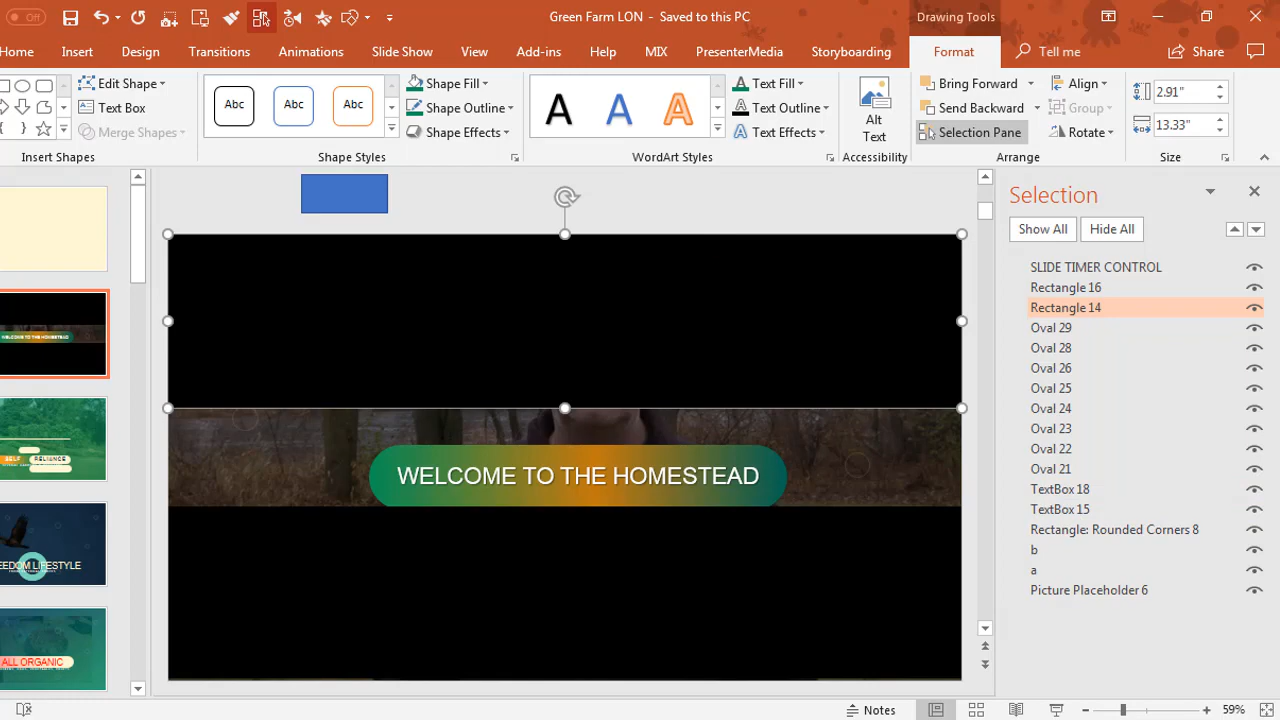 Off
Green Farm LON - Saved to this PC
Drawing Tools
Home Insert Design Transitions Animations Slide Show View Add-ins Help MIX PresenterMedia Storyboarding Format Tell me Share
Edit Shape
Text Box
Merge Shapes
Insert Shapes
Abc Abc Abc
Shape Fill
Shape Outline
Shape Effects
Shape Styles
A A A
Text Fill
Text Outline
Text Effects
WordArt Styles
Alt
Text
Accessibility
Bring Forward
Send Backward
Selection Pane
Align
Group
Rotate
Arrange
2.91"
13.33"
Size
WELCOME TO THE HOMESTEAD
SELF RELIANCE
EEDOM LIFESTYLE
ALL ORGANIC
WELCOME TO THE HOMESTEAD
Selection
Show All Hide All
SLIDE TIMER CONTROL
Rectangle 16
Rectangle 14
Oval 29
Oval 28
Oval 26
Oval 25
Oval 24
Oval 23
Oval 22
Oval 21
TextBox 18
TextBox 15
Rectangle: Rounded Corners 8
b
a
Picture Placeholder 6
Notes
59%